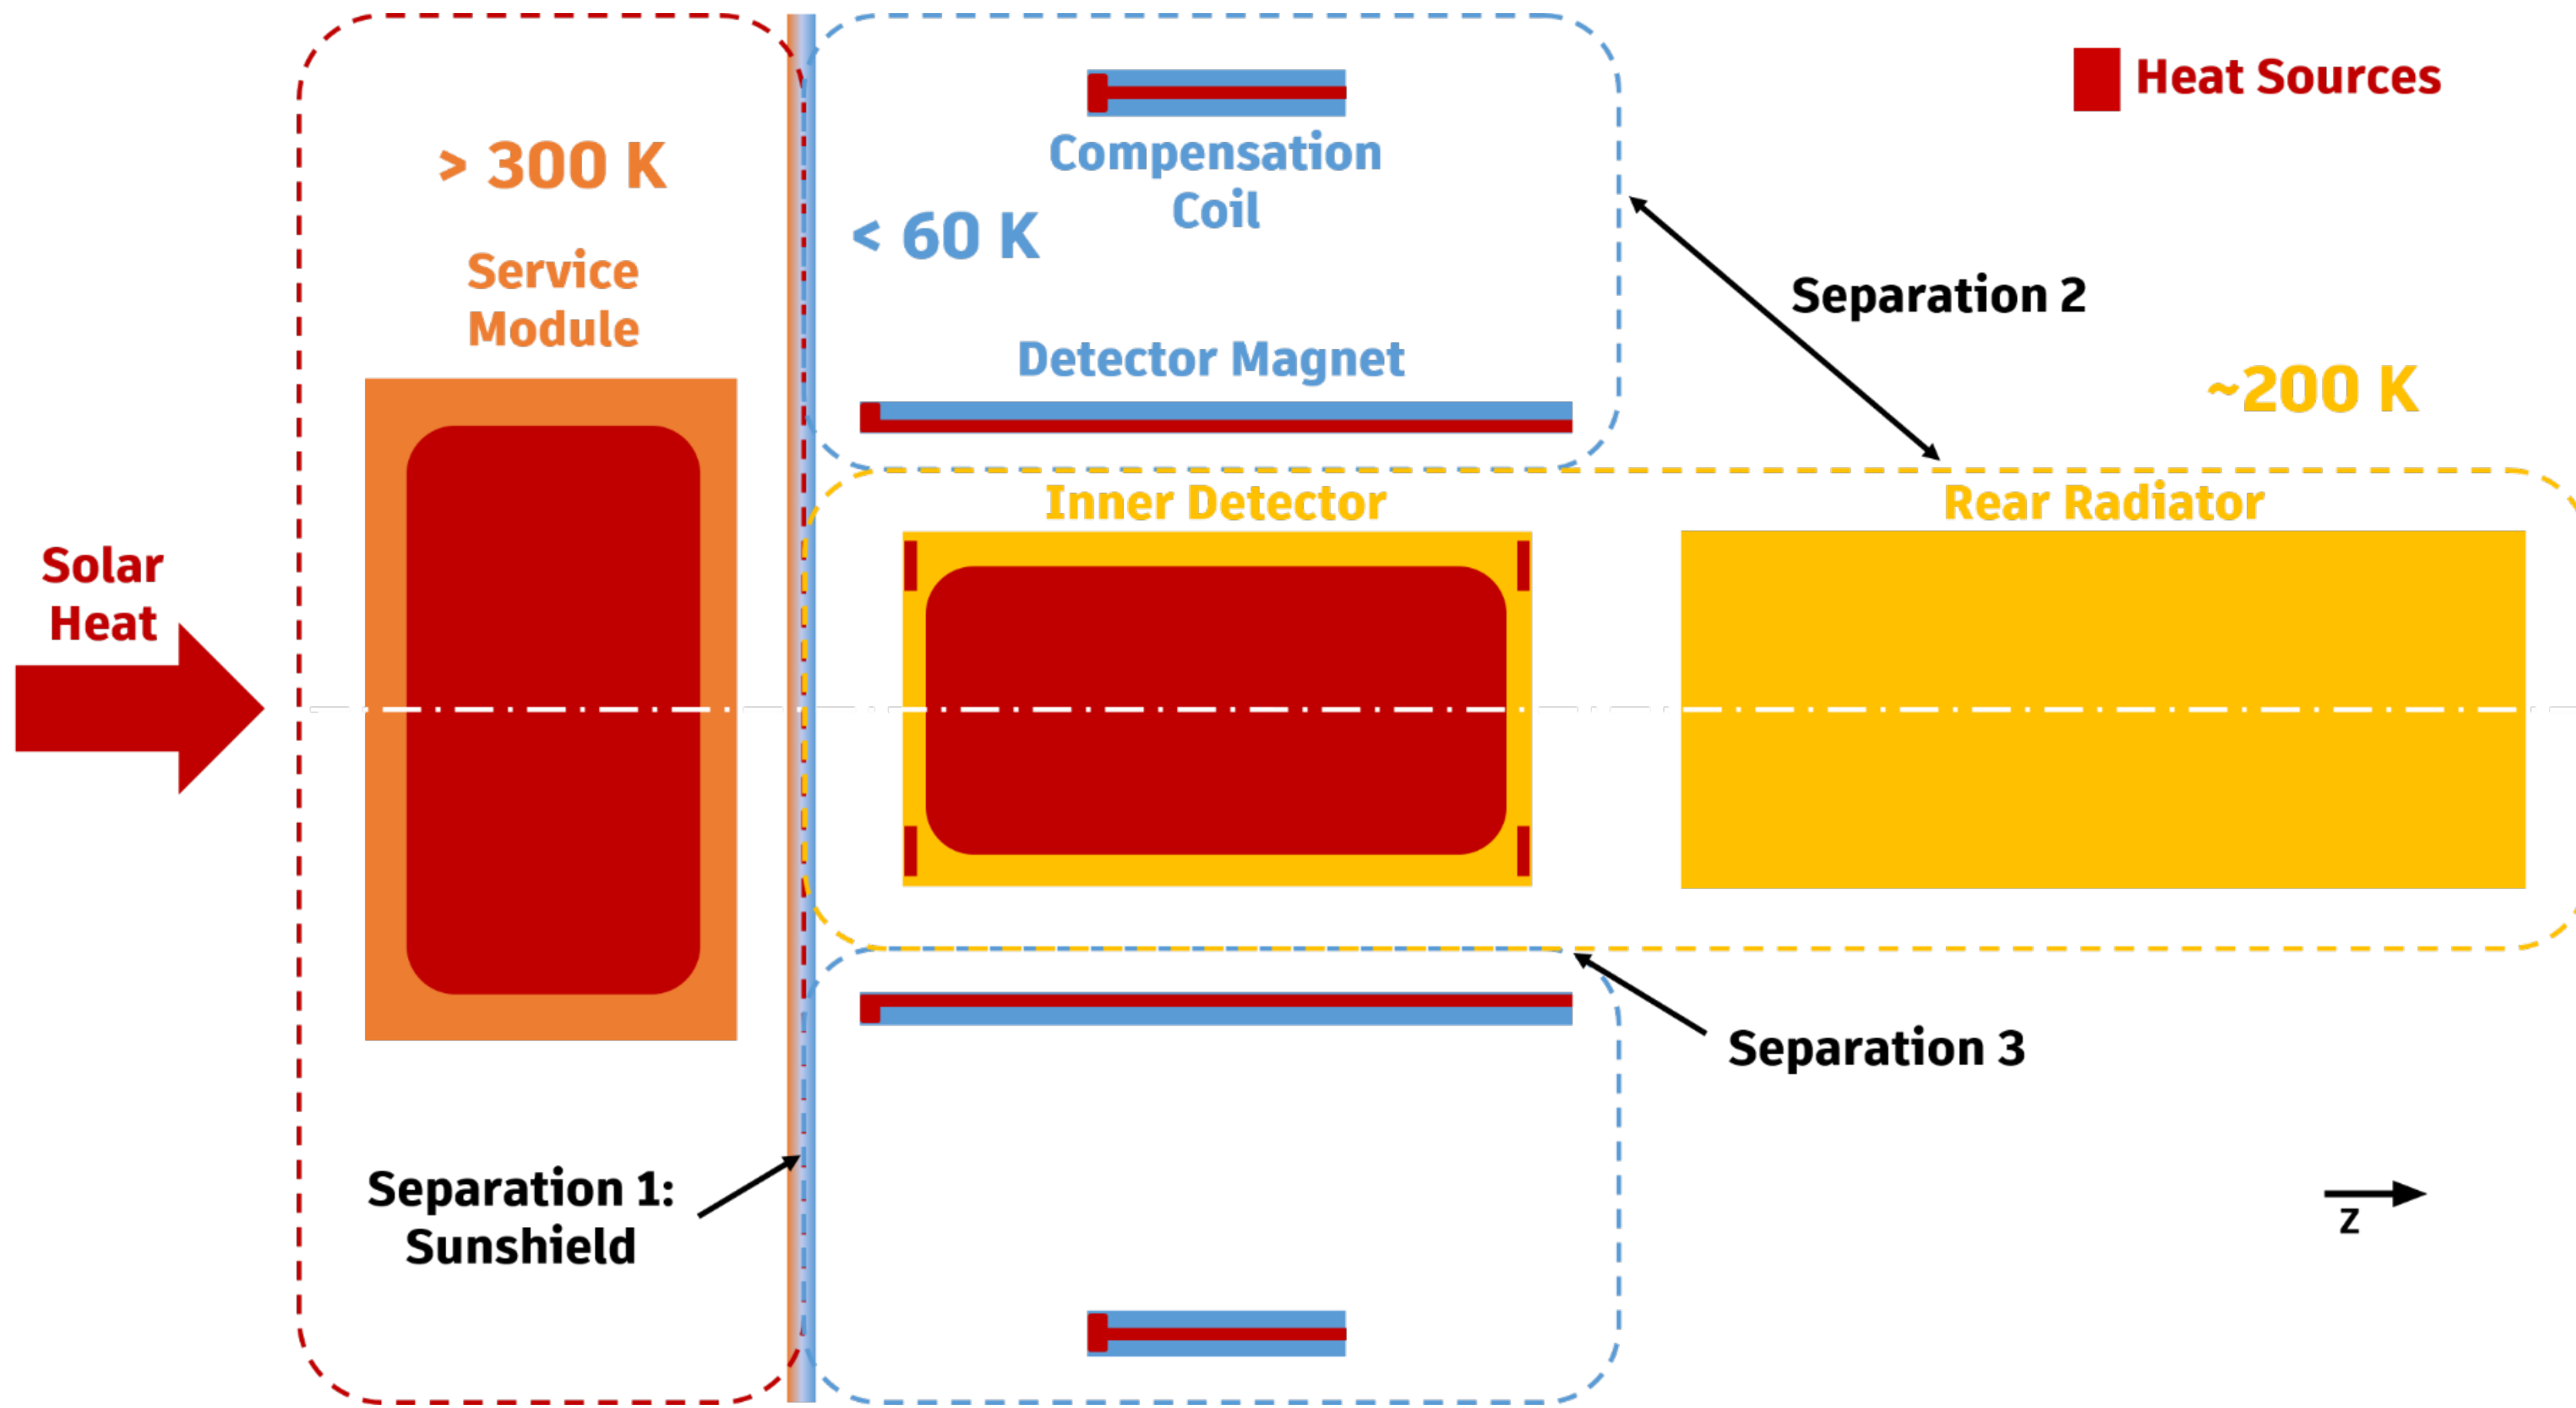 Heat Sources
> 300 K
Compensation
Coil
< 60 K
Service
Module
Separation 2
Detector Magnet
~200 K
Inner Detector
Rear Radiator
Solar
Heat
Separation 3
Separation 1:
Sunshield
z